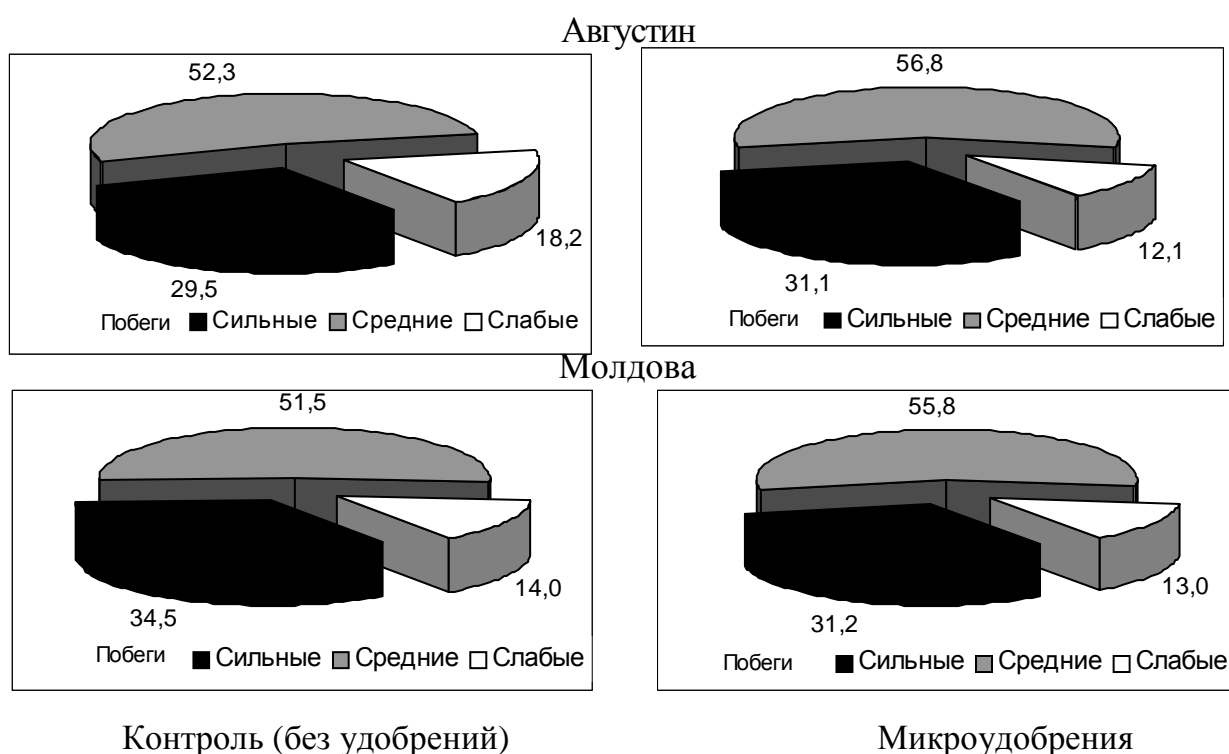 Августин
52,3
18,2
29,5
Побеги Сильные Средние Слабые
56,8
12,1
31,1
Побеги Сильные Средние Слабые
Молдова
51,5
14,0
34,5
Побеги Сильные Средние Слабые
55,8
13,0
31,2
Побеги Сильные Средние Слабые
Контроль (без удобрений)
Микроудобрения